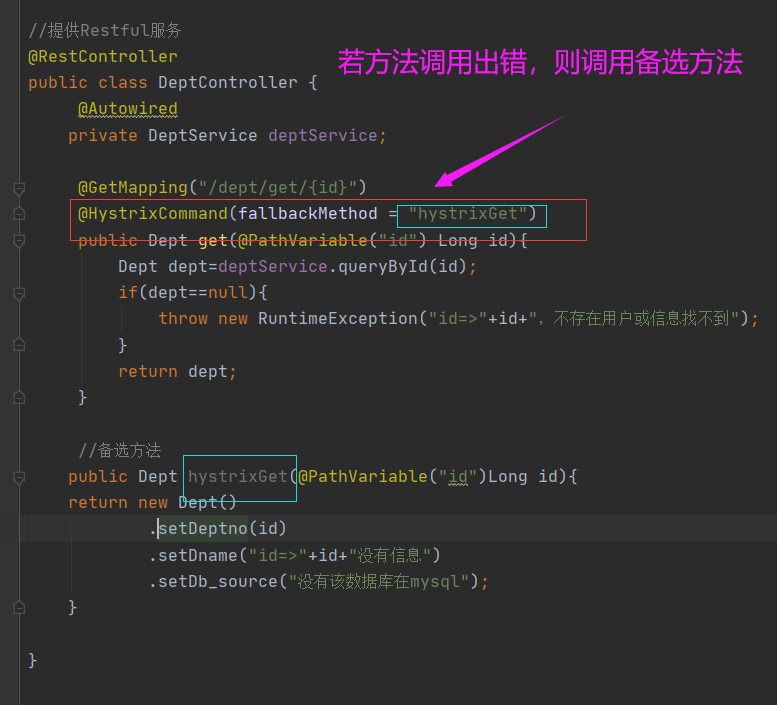 //提供Restful服务
@RestController
public class DeptController {
若方法调用出错，则调用备选方法
@Autowired
private DeptService deptService;
@GetMapping("/dept/get/{id}")
@HystrixCommand(fallbackMethod = "hystrixGet")
public Dept get(@PathVariable("id") Long id){
Dept dept=deptService.queryById(id);
if(dept==null){
throw new RuntimeException("id=>"+id+", 不存在用户或信息找不到");
}
return dept;
}
//备选方法
public Dept hystrixGet(@PathVariable("id")Long id){
return new Dept()
.setDeptno(id)
.setDname("id=>"+id+"没有信息")
.setDb_source("没有该数据库在mysql");
}
}